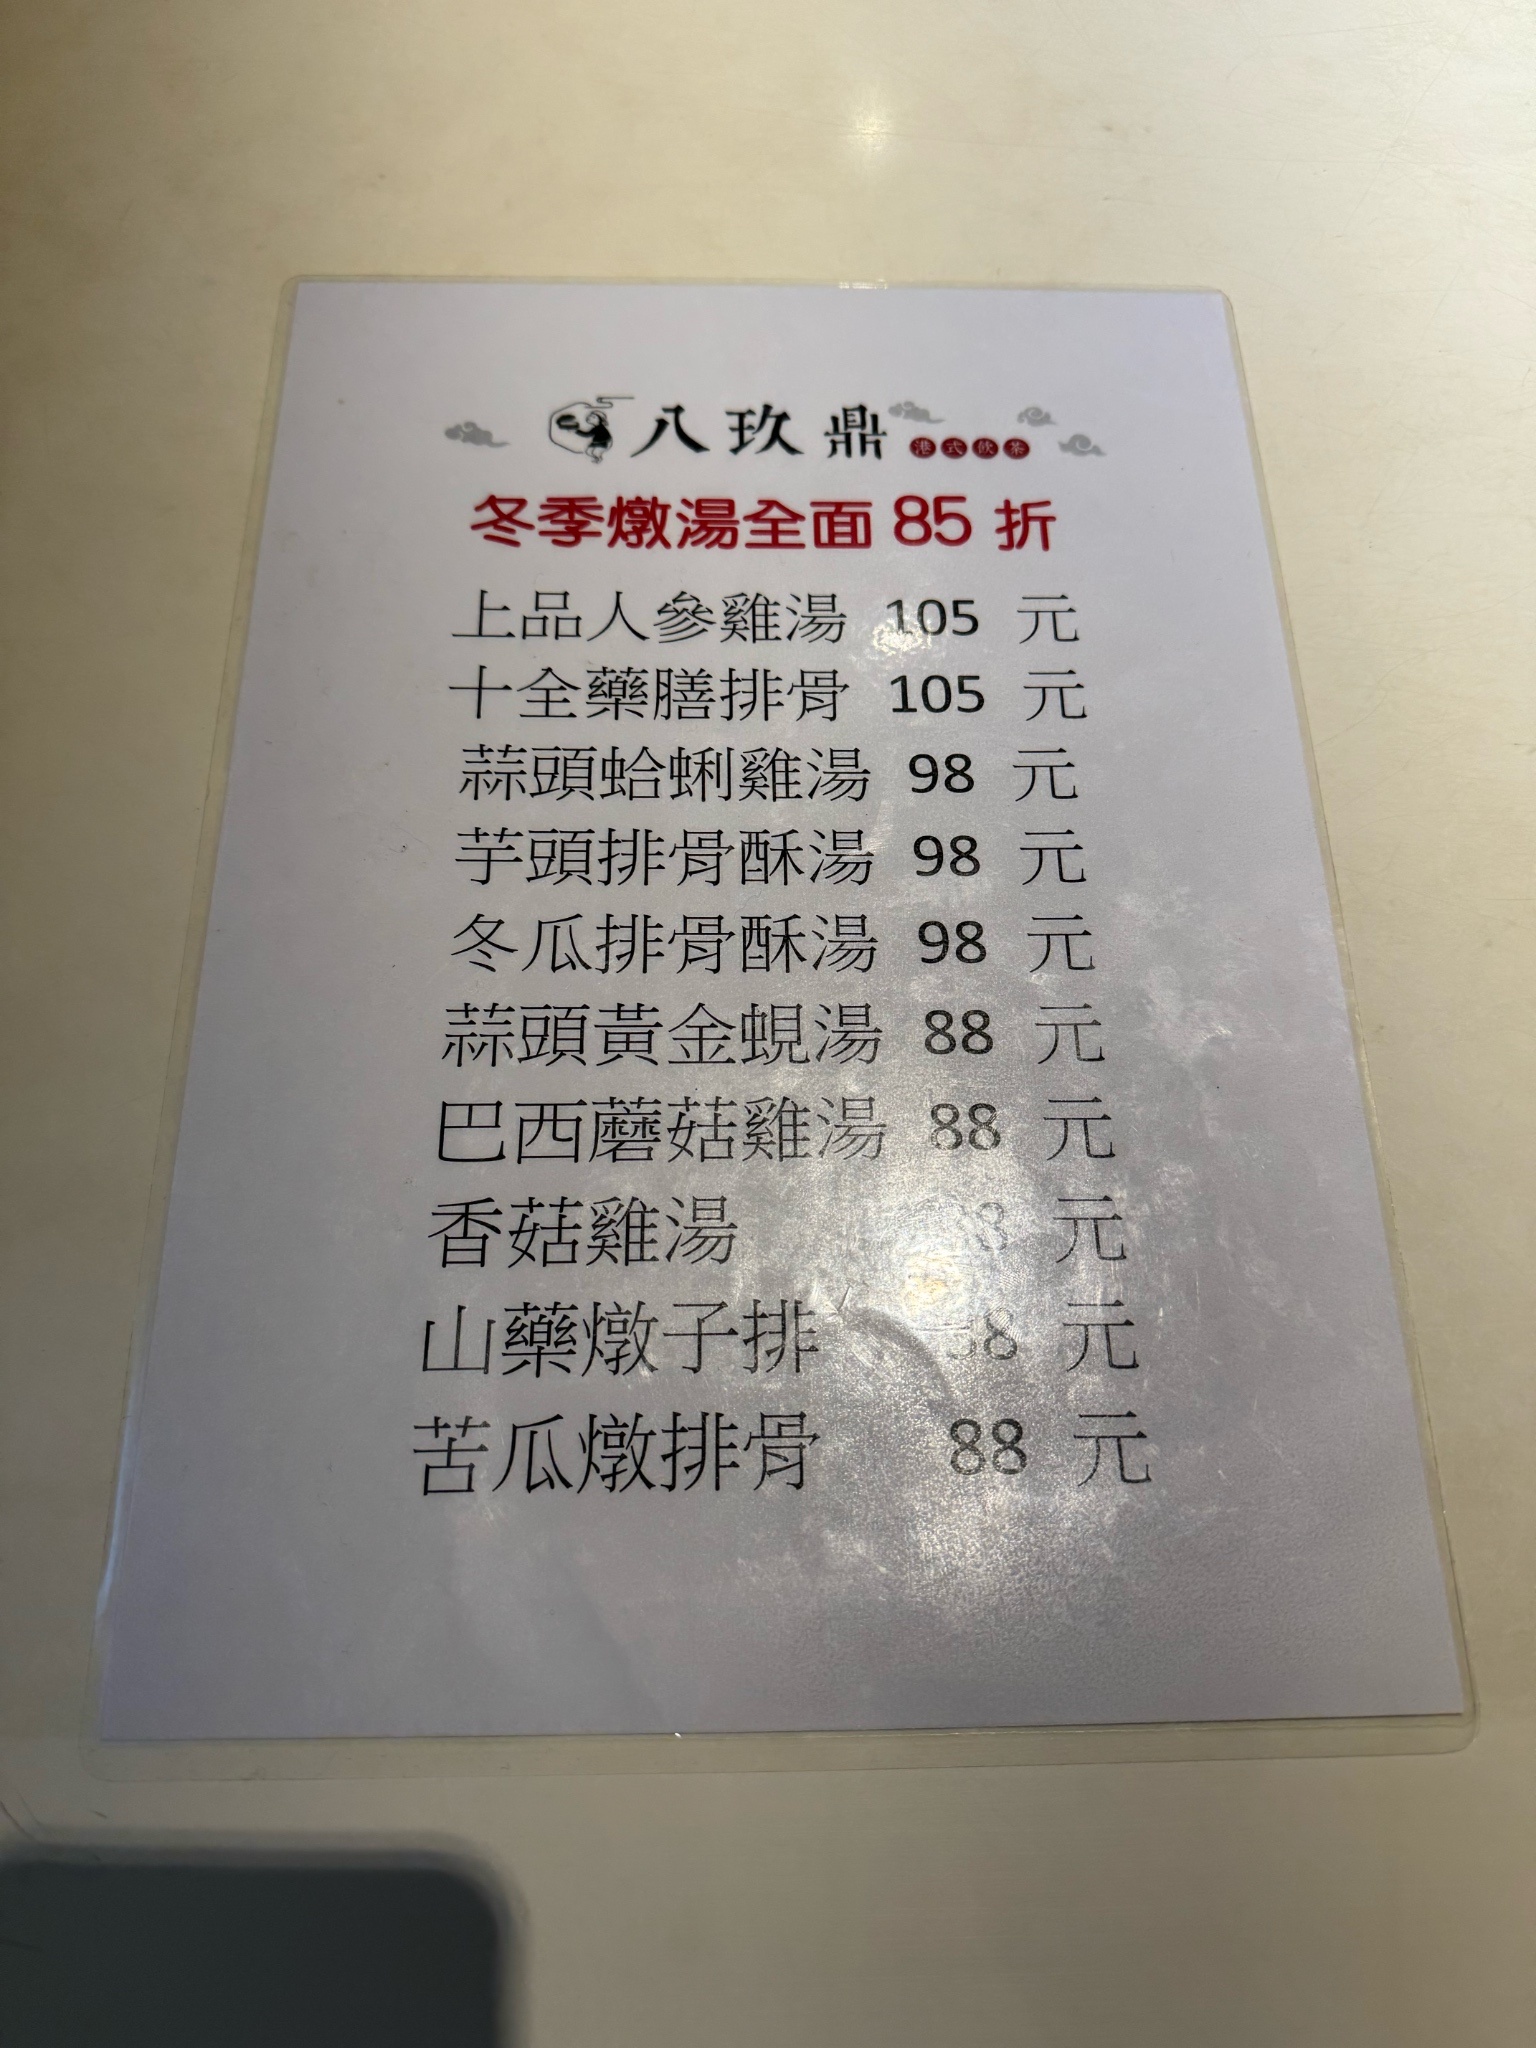 八玖鼎 港式飲茶
冬季燉湯全面 85 折
上品人參雞湯 105 元
十全藥膳排骨 105 元
蒜頭蛤蜊雞湯 98 元
芋頭排骨酥湯 98 元
冬瓜排骨酥湯 98 元
蒜頭黃金蜆湯 88 元
巴西蘑菇雞湯 88 元
香菇雞湯 元
山藥燉子排 元
苦瓜燉排骨 88 元